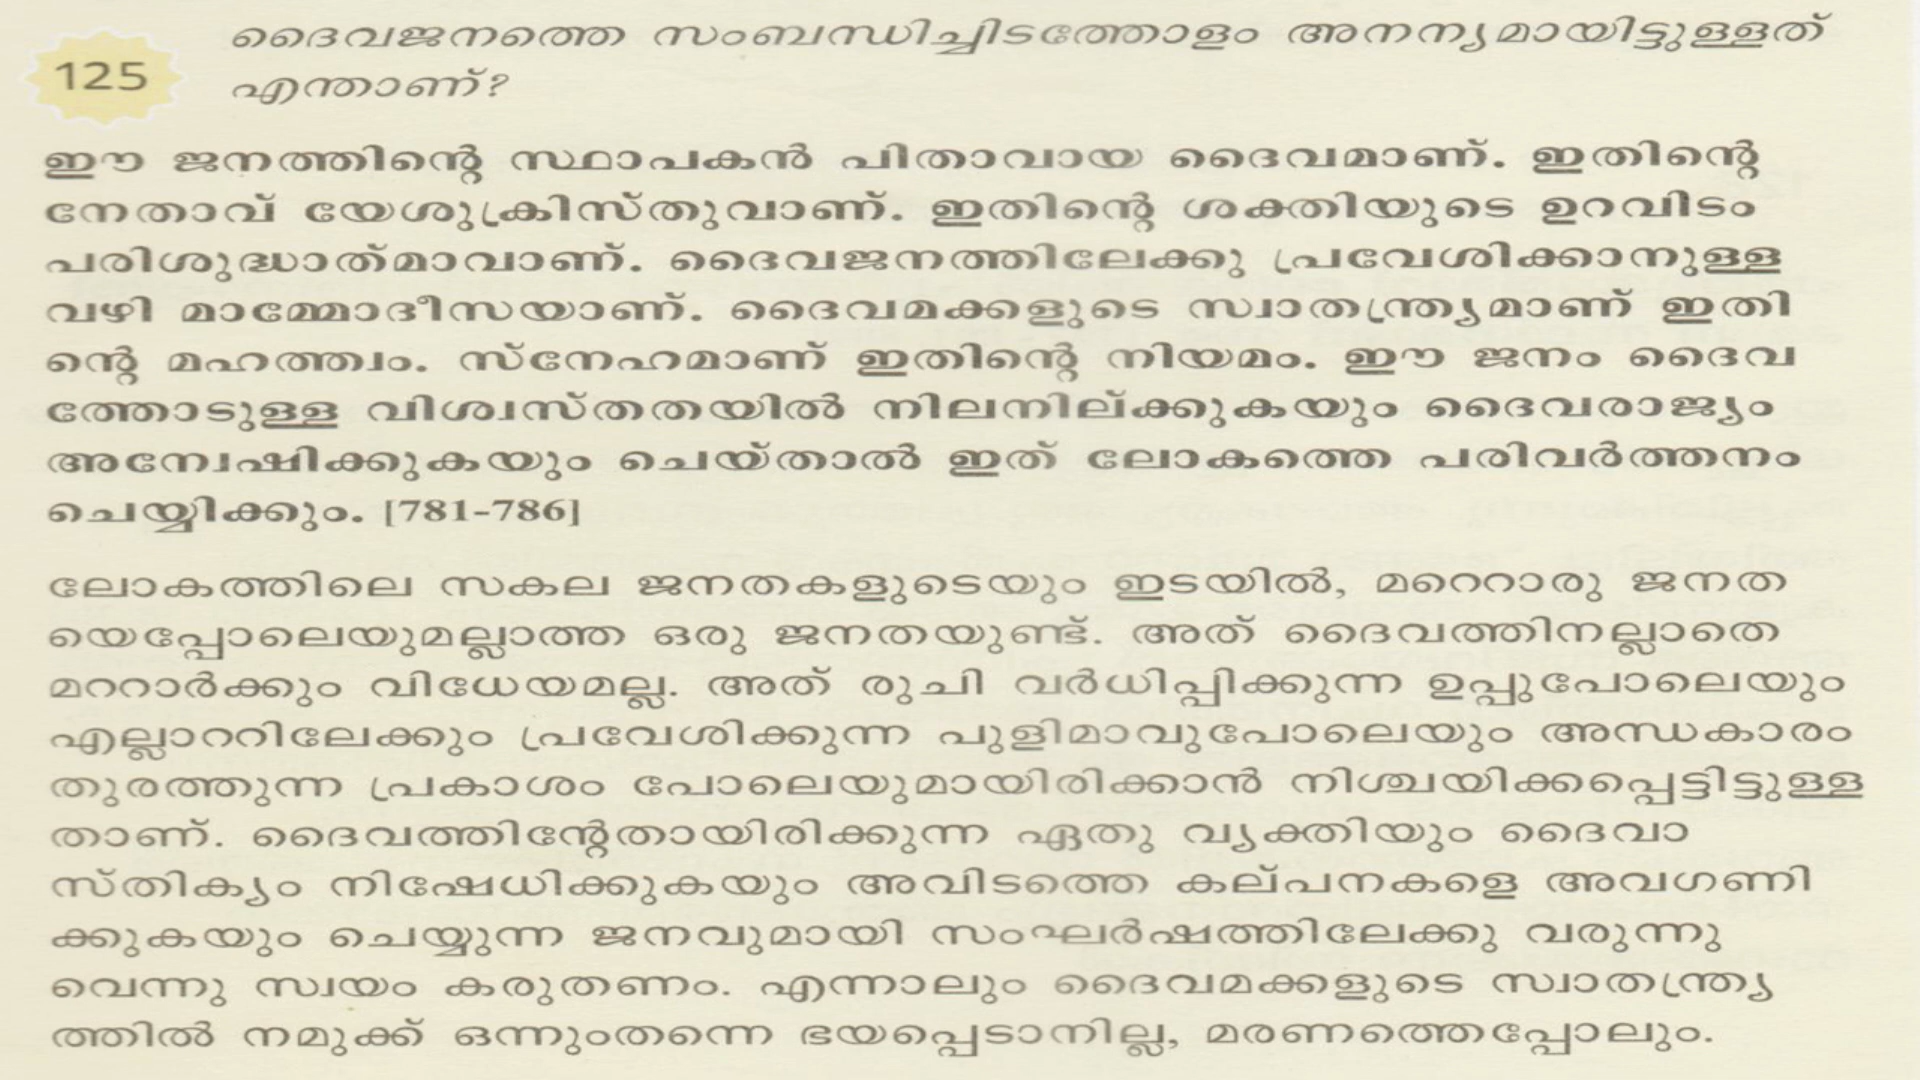 125
ദൈവജനത്തെ സംബന്ധിച്ചിടത്തോളം അനന്യമായിട്ടുള്ളത്
എന്താണ്?
ഈ ജനത്തിന്റെ സ്ഥാപകൻ പിതാവായ ദൈവമാണ്. ഇതിന്റെ
നേതാവ് യേശുക്രിസ്തുവാണ്. ഇതിന്റെ ശക്തിയുടെ ഉറവിടം
പരിശുദ്ധാത്മാവാണ്. ദൈവജനത്തിലേക്കു പ്രവേശിക്കാനുള്ള
വഴി മാമ്മോദീസയാണ്. ദൈവമക്കളുടെ സ്വാതന്ത്ര്യമാണ് ഇതി
ന്റെ മഹത്ത്വം. സ്നേഹമാണ് ഇതിന്റെ നിയമം. ഈ ജനം ദൈവ
ത്തോടുള്ള വിശ്വസ്തതയിൽ നിലനില്ക്കുകയും ദൈവരാജ്യം
അന്വേഷിക്കുകയും ചെയ്താൽ ഇത് ലോകത്തെ പരിവർത്തനം
ചെയ്യിക്കും. [781-786]
ലോകത്തിലെ സകല ജനതകളുടെയും ഇടയിൽ, മറെറാരു ജനത
യെപ്പോലെയുമല്ലാത്ത ഒരു ജനതയുണ്ട്. അത് ദൈവത്തിനല്ലാതെ
മററാർക്കും വിധേയമല്ല. അത് രുചി വർധിപ്പിക്കുന്ന ഉപ്പുപോലെയും
എല്ലാററിലേക്കും പ്രവേശിക്കുന്ന പുളിമാവുപോലെയും അന്ധകാരം
തുരത്തുന്ന പ്രകാശം പോലെയുമായിരിക്കാൻ നിശ്ചയിക്കപ്പെട്ടിട്ടുള്ള
താണ്. ദൈവത്തിന്റേതായിരിക്കുന്ന ഏതു വ്യക്തിയും ദൈവാ
സ്തിക്യം നിഷേധിക്കുകയും അവിടത്തെ കല്പനകളെ അവഗണി
ക്കുകയും ചെയ്യുന്ന ജനവുമായി സംഘർഷത്തിലേക്കു വരുന്നു
വെന്നു സ്വയം കരുതണം. എന്നാലും ദൈവമക്കളുടെ സ്വാതന്ത്ര്യ
ത്തിൽ നമുക്ക് ഒന്നുംതന്നെ ഭയപ്പെടാനില്ല, മരണത്തെപ്പോലും.